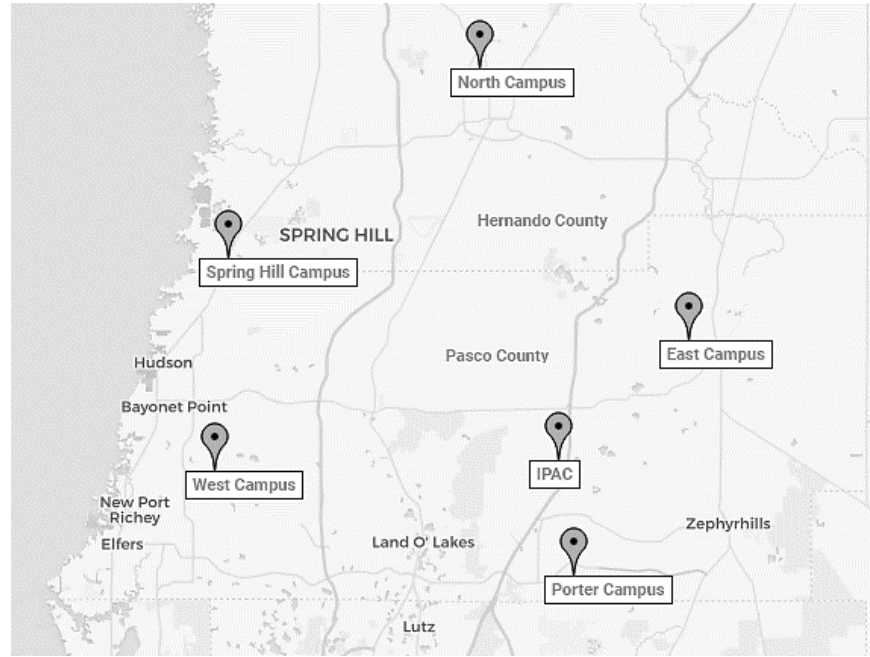 North Campus
Hernando County
SPRING HILL
Spring Hill Campus
East Campus
Pasco County
Hudson
Bayonet Point
IPAC
West Campus
New Port
Richey
Zephyrhills
Elfers
Land O' Lakes
Porter Campus
Lutz